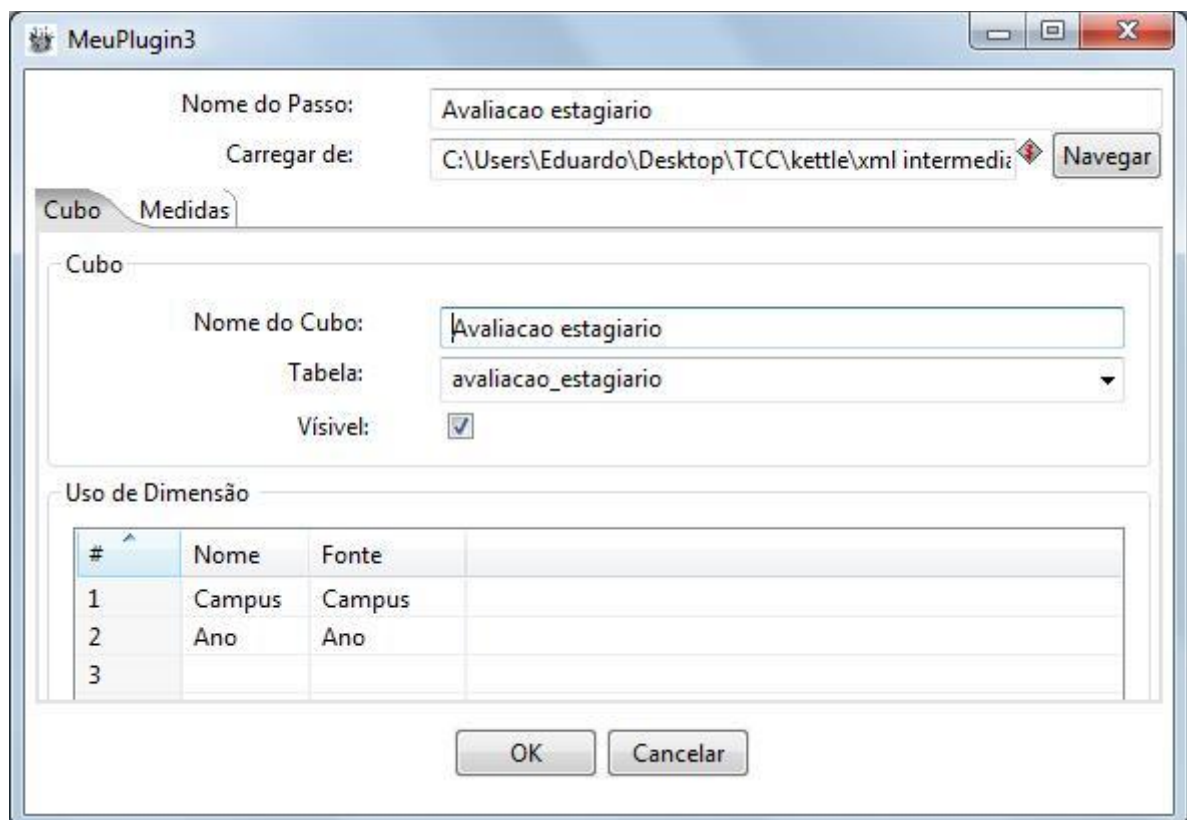 MeuPlugin3
Nome do Passo: Avaliacao estagiario
Carregar de: C:\Users\Eduardo\Desktop\TCC\kettle\xml intermedia Navegar
Cubo Medidas
Cubo
Nome do Cubo: Avaliacao estagiario
Tabela: avaliacao_estagiario
Vísivel:
Uso de Dimensão
# Nome Fonte
1 Campus Campus
2 Ano Ano
3
OK Cancelar